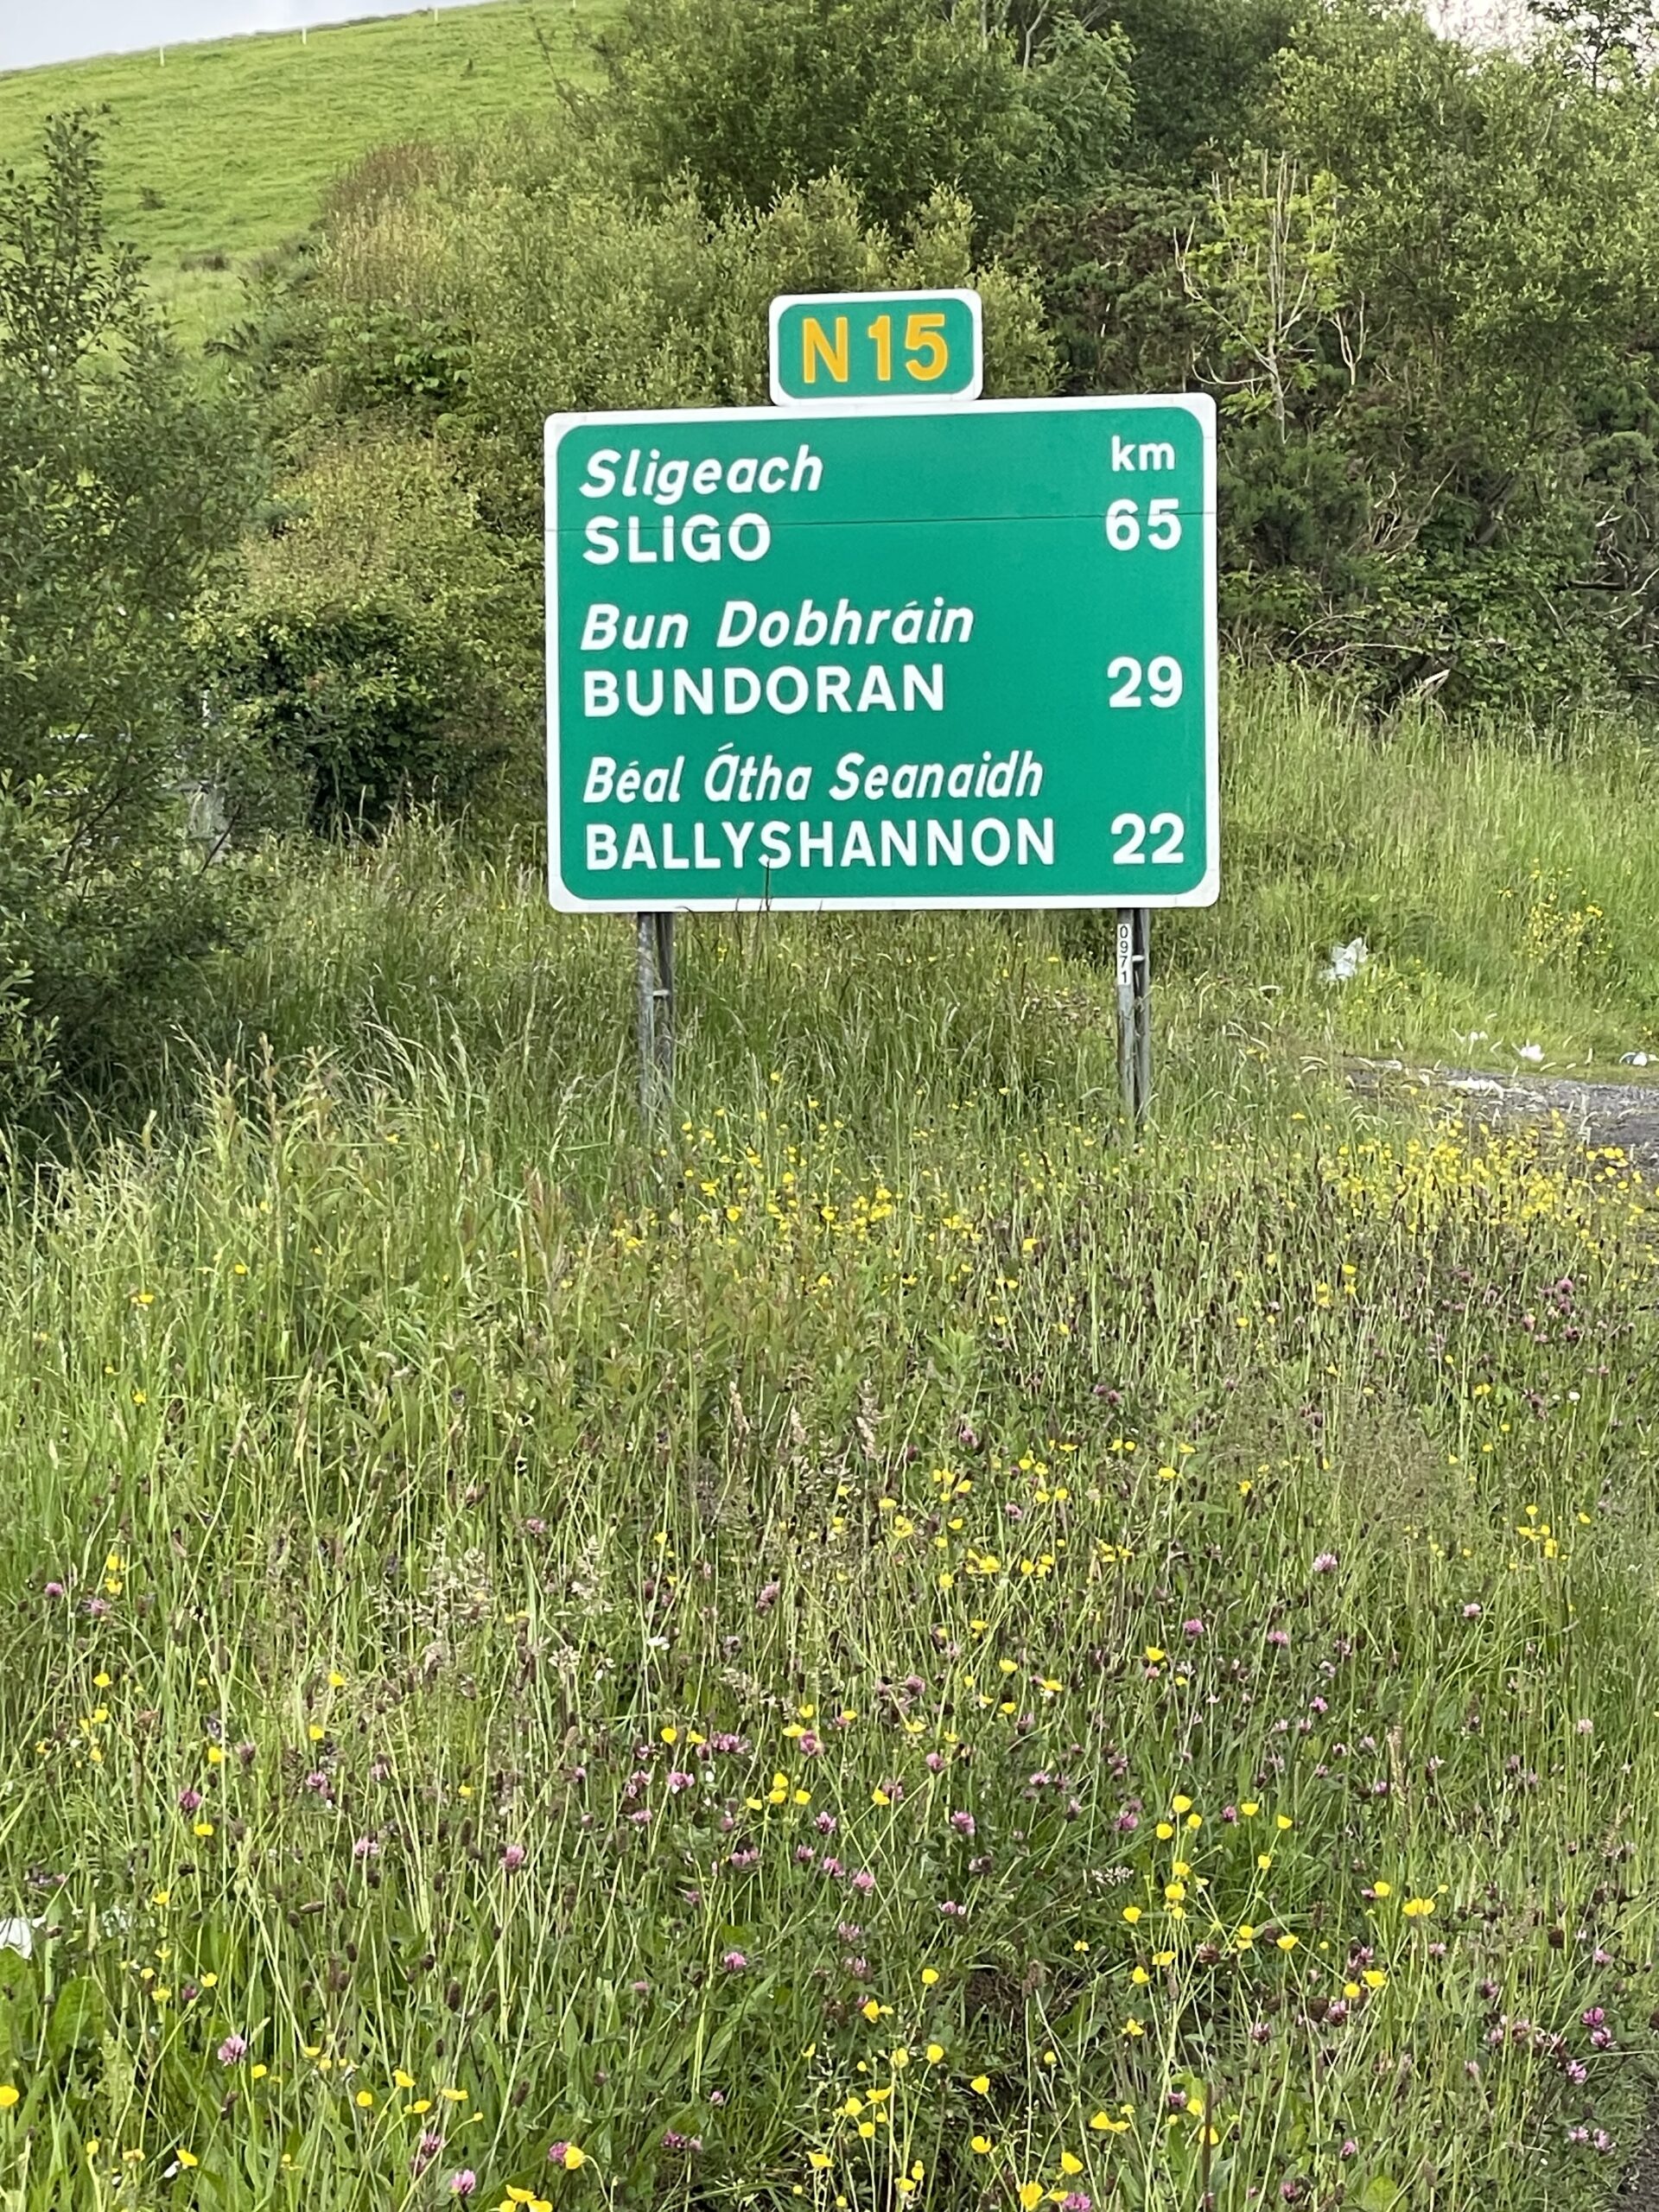 N15
Sligeach km
SLIGO 65
Bun Dobhráin
BUNDORAN 29
Béal Átha Seanaidh
BALLYSHANNON 22
0971